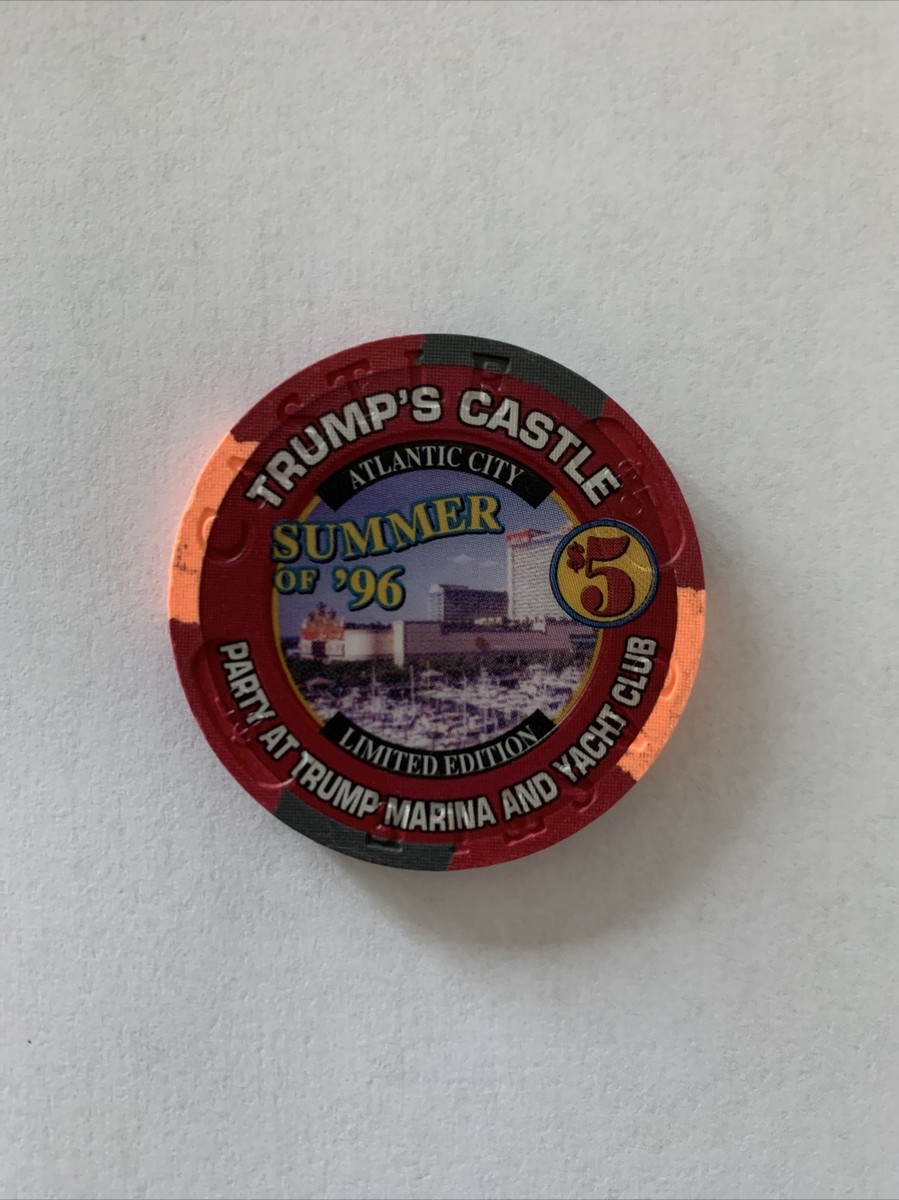 TRUMP'S CASTLE
ATLANTIC CITY
SUMMER
OF '96
$5
LIMITED EDITION
PARTY AT TRUMP MARINA AND YACHT CLUB